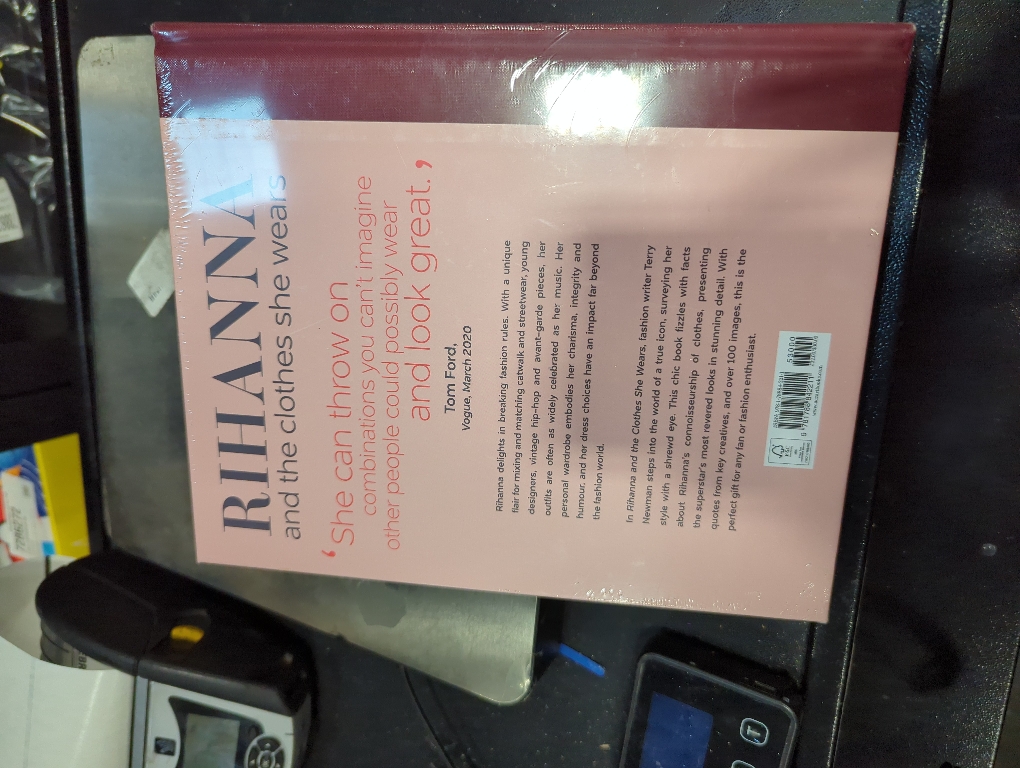 RIHANNA
and the clothes she wears
‘She can throw on
combinations you can’t imagine
other people could possibly wear
and look great.’
Tom Ford,
Vogue, March 2020
Rihanna delights in breaking fashion rules. With a unique
flair for mixing and matching catwalk and streetwear, young
designers, vintage hip-hop and avant-garde pieces, her
outfits are often as widely celebrated as her music. Her
personal wardrobe embodies her charisma, integrity and
humour, and her dress choices have an impact far beyond
the fashion world.
In Rihanna and the Clothes She Wears, fashion writer Terry
Newman steps into the world of a true icon, surveying her
style with a shrewd eye. This chic book fizzles with facts
about Rihanna’s connoisseurship of clothes, presenting
the superstar’s most revered looks in stunning detail. With
quotes from key creatives, and over 100 images, this is the
perfect gift for any fan or fashion enthusiast.
53000
FSC
T